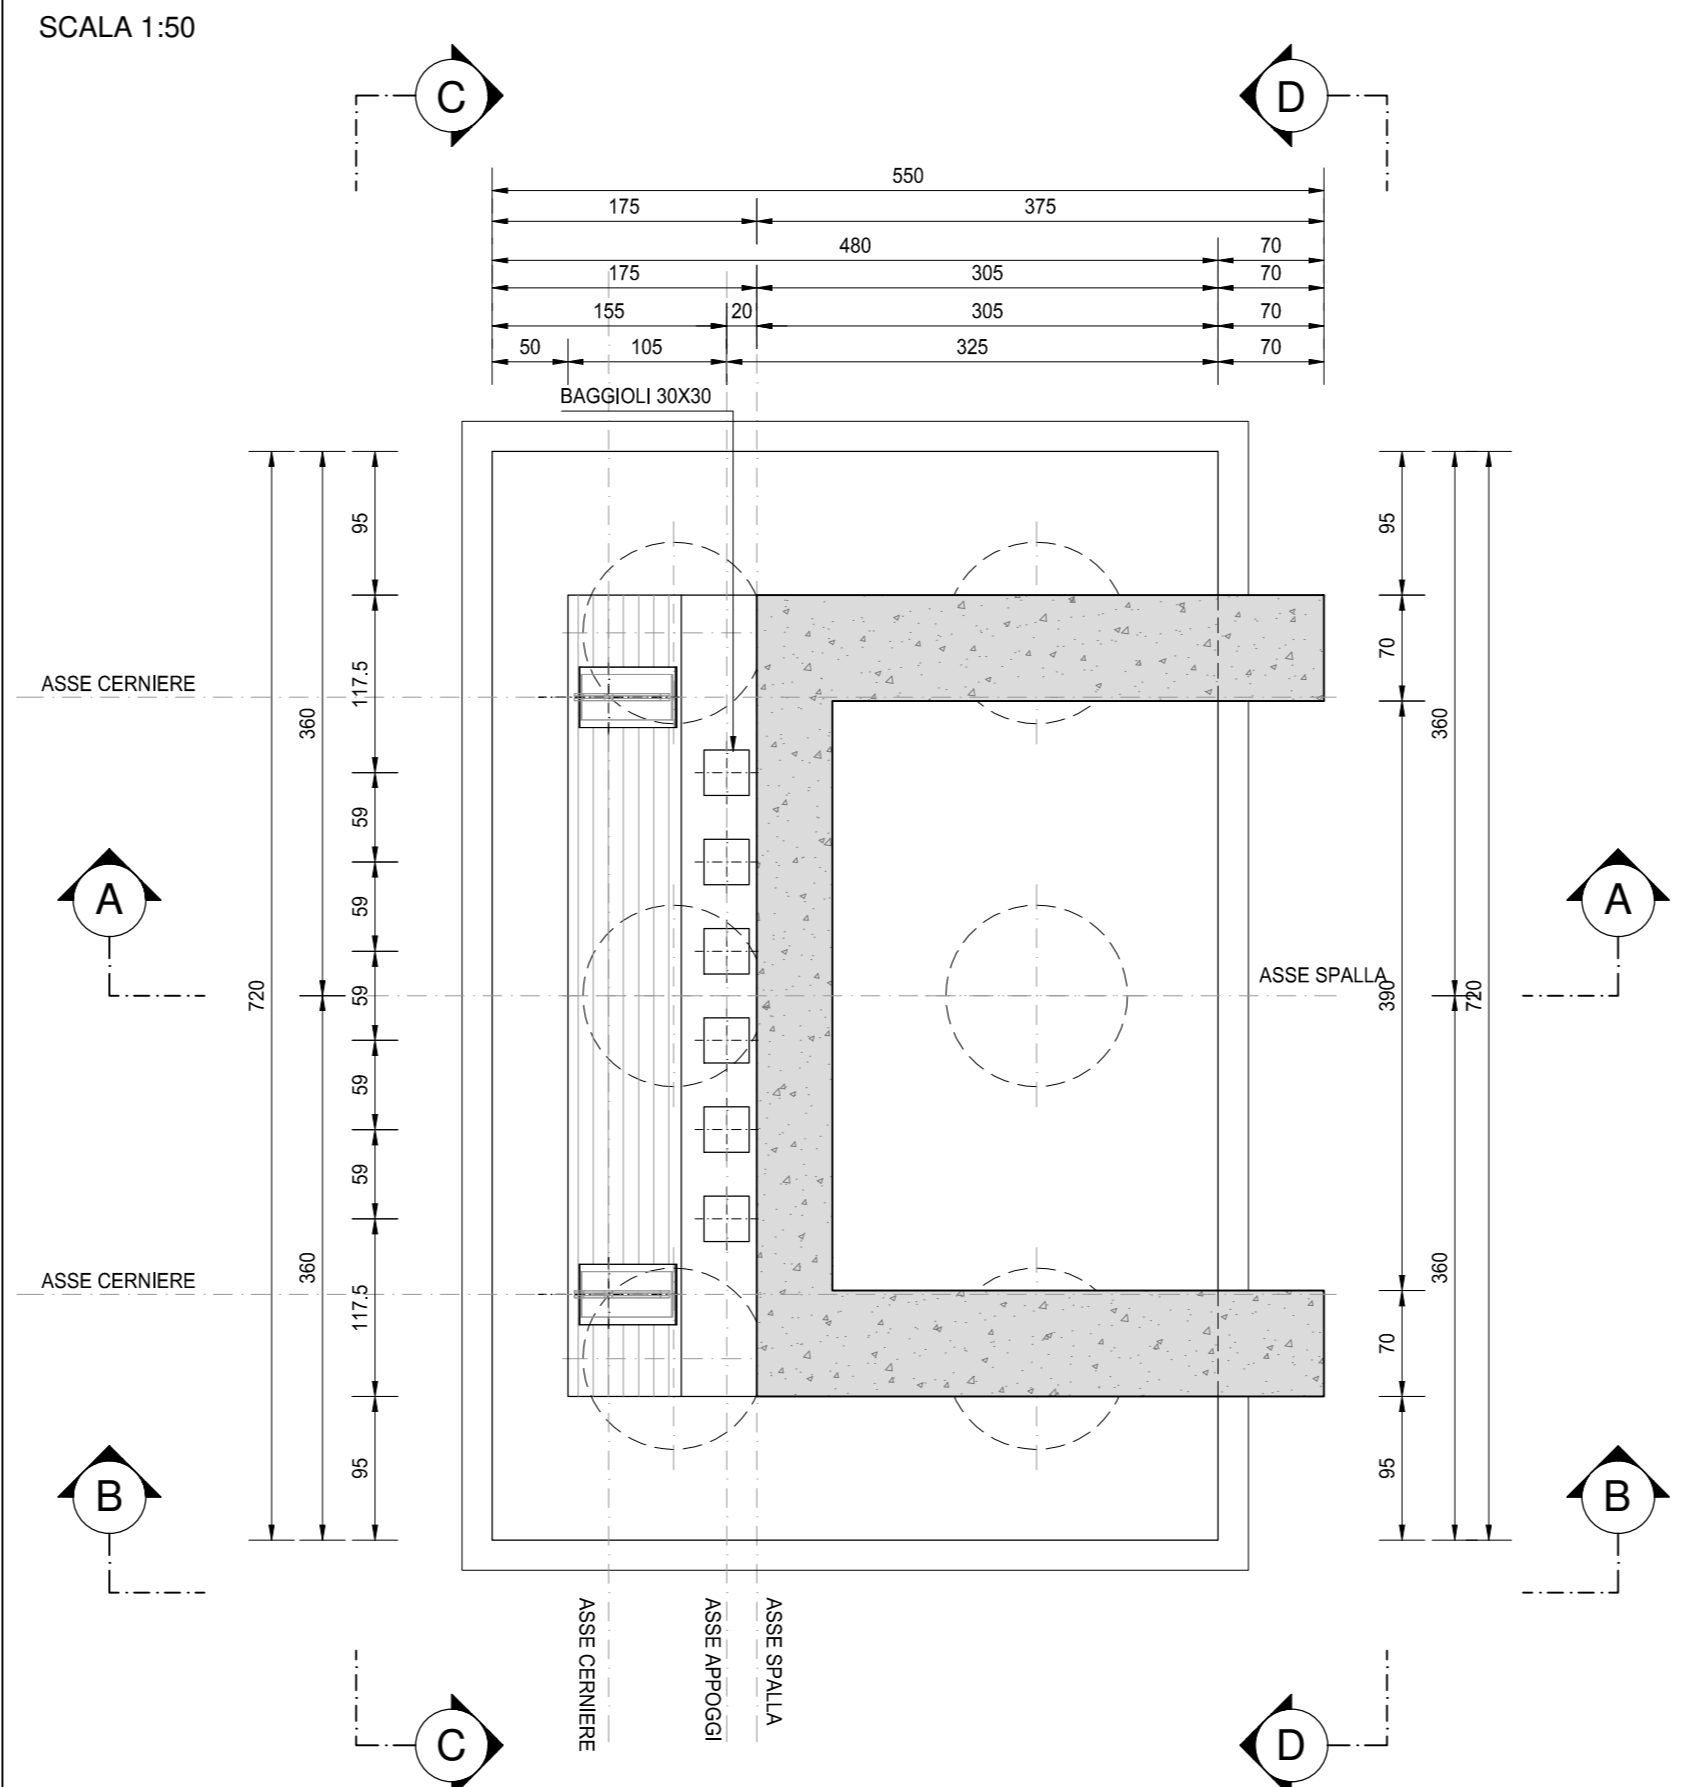 SCALA 1:50
C
D
550
175
375
480
70
175
305
70
155
20
305
70
50
105
325
70
BAGGIOLI 30X30
95
95
117.5
70
ASSE CERNIERE
360
360
59
59
A
A
ASSE SPALLA
720
59
390
720
59
59
ASSE CERNIERE
360
360
117.5
70
95
95
B
B
ASSE CERNIERE
ASSE APPOGGI
ASSE SPALLA
C
D